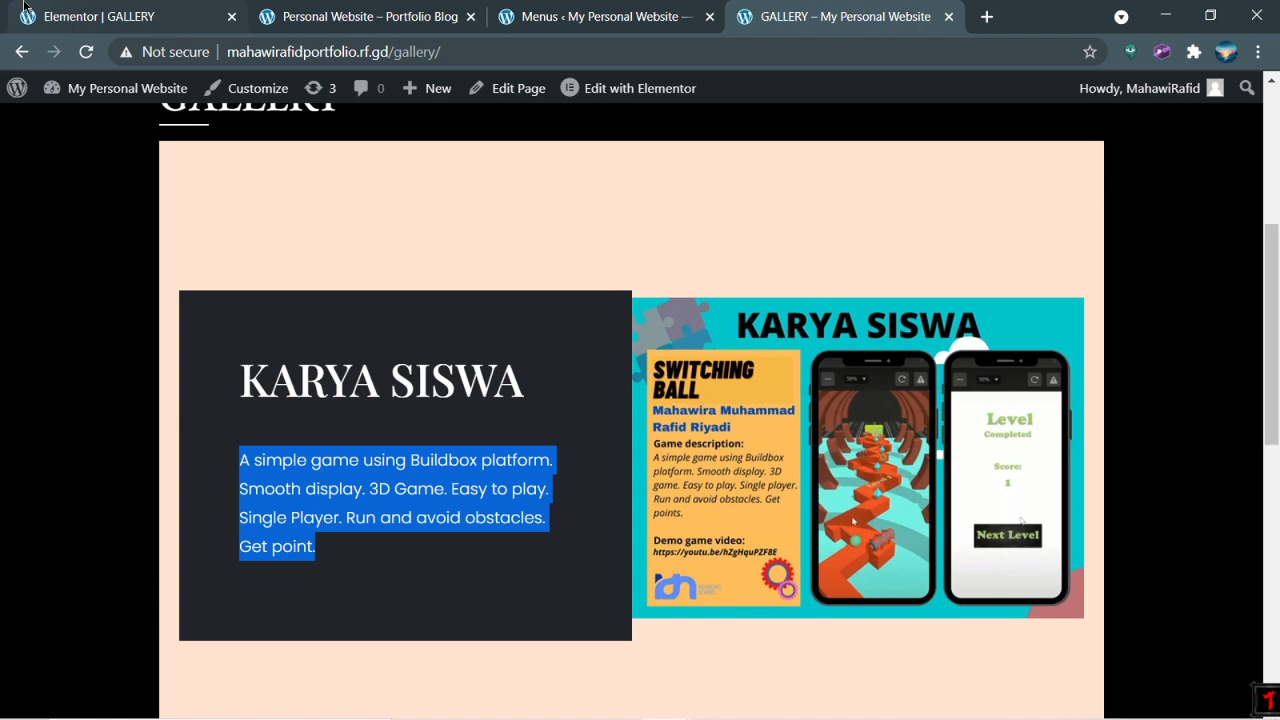 Elementor | GALLERY
Personal Website – Portfolio Blog
Menus ‹ My Personal Website —
GALLERY – My Personal Website
Not secure
mahawirafidportfolio.rf.gd/gallery/
My Personal Website
Customize
3
0
New
Edit Page
Edit with Elementor
Howdy, MahawiRafid
GALLERY
KARYA SISWA
A simple game using Buildbox platform.
Smooth display. 3D Game. Easy to play.
Single Player. Run and avoid obstacles.
Get point.
KARYA SISWA
SWITCHING
BALL
Mahawira Muhammad
Rafid Riyadi
Game description:
A simple game using Buildbox
platform. Smooth display. 3D
game. Easy to play. Single player.
Run and avoid obstacles. Get
points.
Demo game video:
https://youtu.be/hZgHquPZF8E
50%
50%
Level
Completed
Score:
1
Next Level
1